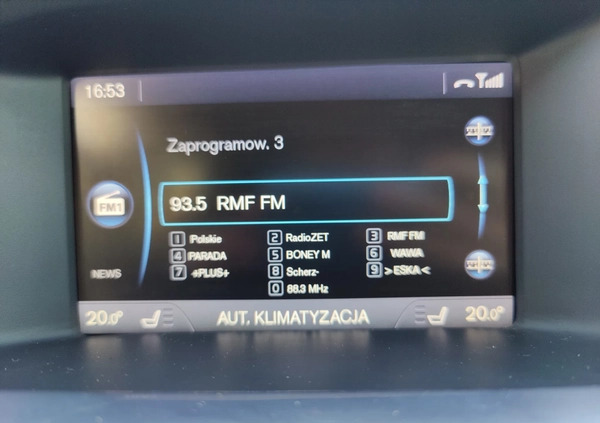 16:53
Zaprogramow. 3
FM1
93.5 RMF FM
1 Polskie 2 RadioZET 3 RMF FM
4 PARADA 5 BONEY M 6 WAWA
7 +PLUS+ 8 Scherz- 9 >ESKA<
0 88.3 MHz
NEWS
20.0° AUT. KLIMATYZACJA 20.0°